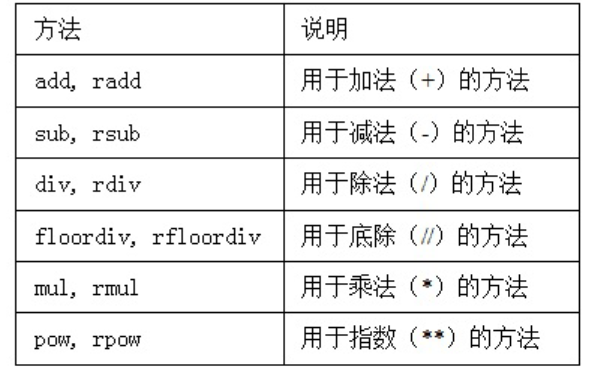 方法 说明
add, radd 用于加法（+）的方法
sub, rsub 用于减法（-）的方法
div, rdiv 用于除法（/）的方法
floordiv, rfloordiv 用于底除（//）的方法
mul, rmul 用于乘法（*）的方法
pow, rpow 用于指数（**）的方法